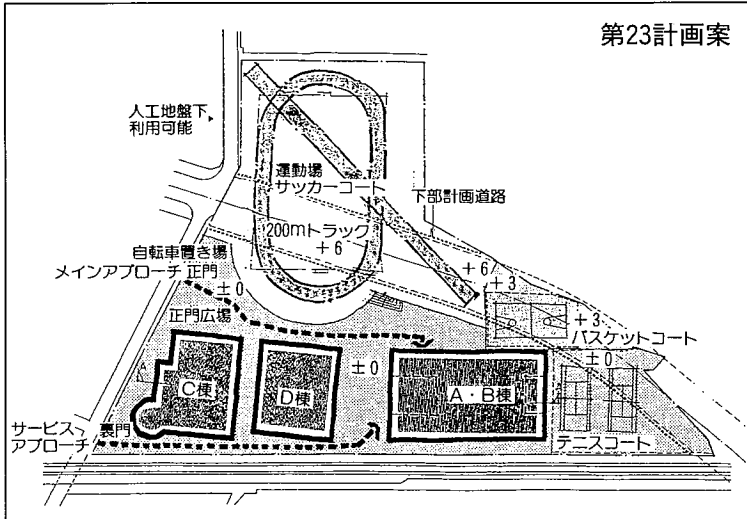 第23計画案
人工地盤下
利用可能
運動場
サッカーコート
下部計画道路
200mトラック
+6
自転車置き場
メインアプローチ 正門
±0
+6
+3
正門広場
+3
バスケットコート
±0
±0
C棟
D棟
A・B棟
サービス
アプローチ
裏門
テニスコート